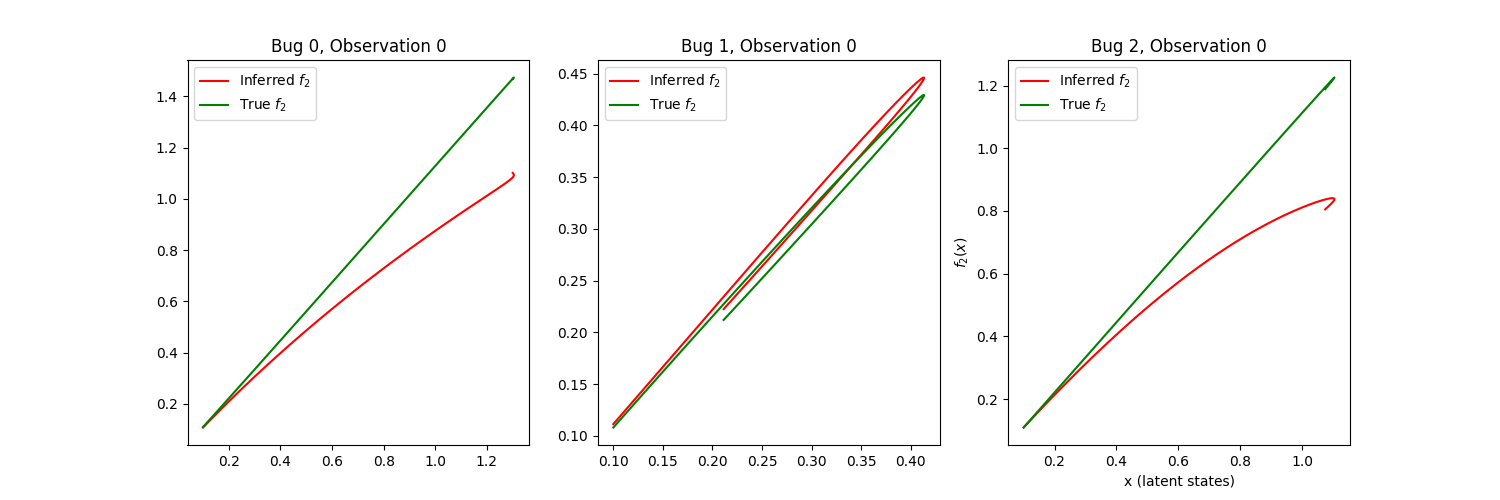 Bug 0, Observation 0
Inferred f₂
True f₂
1.4
1.2
1.0
0.8
0.6
0.4
0.2
0.2 0.4 0.6 0.8 1.0 1.2
Bug 1, Observation 0
Inferred f₂
True f₂
0.45
0.40
0.35
0.30
0.25
0.20
0.15
0.10
0.10 0.15 0.20 0.25 0.30 0.35 0.40
Bug 2, Observation 0
Inferred f₂
True f₂
f₂(x)
1.2
1.0
0.8
0.6
0.4
0.2
0.2 0.4 0.6 0.8 1.0
x (latent states)